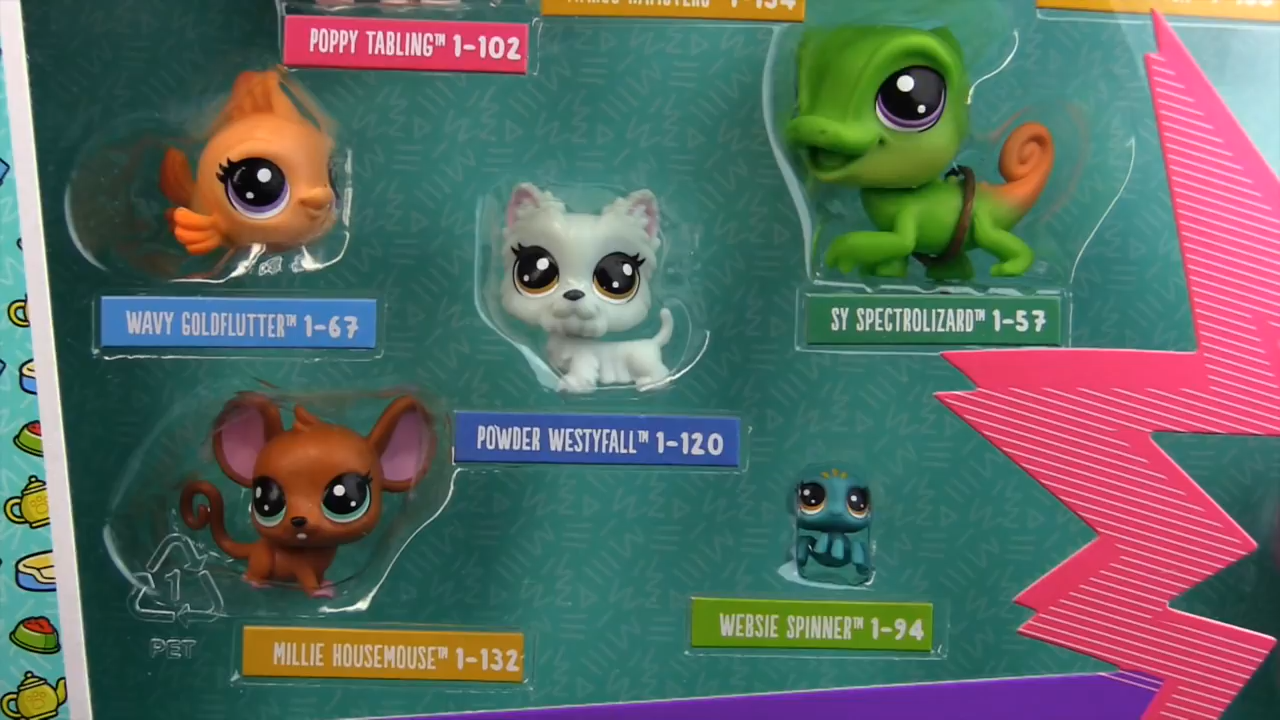 POPPY TABLING™ 1-102
WAVY GOLDFLUTTER™ 1-67
SY SPECTROLIZARD™ 1-57
POWDER WESTYFALL™ 1-120
WEBSIE SPINNER™ 1-94
MILLIE HOUSEMOUSE™ 1-132
1
PET